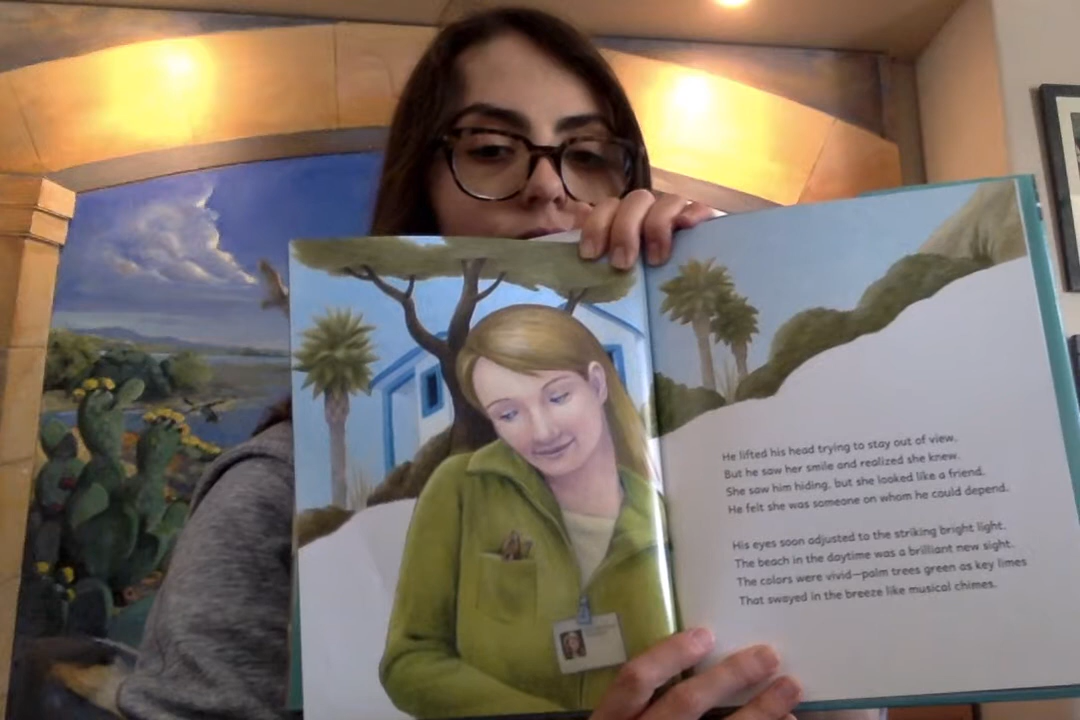 He lifted his head trying to stay out of view.
But he saw her smile and realized she knew.
She saw him hiding, but she looked like a friend.
He felt she was someone on whom he could depend.
His eyes soon adjusted to the striking bright light.
The beach in the daytime was a brilliant new sight.
The colors were vivid—palm trees green as key limes
That swayed in the breeze like musical chimes.